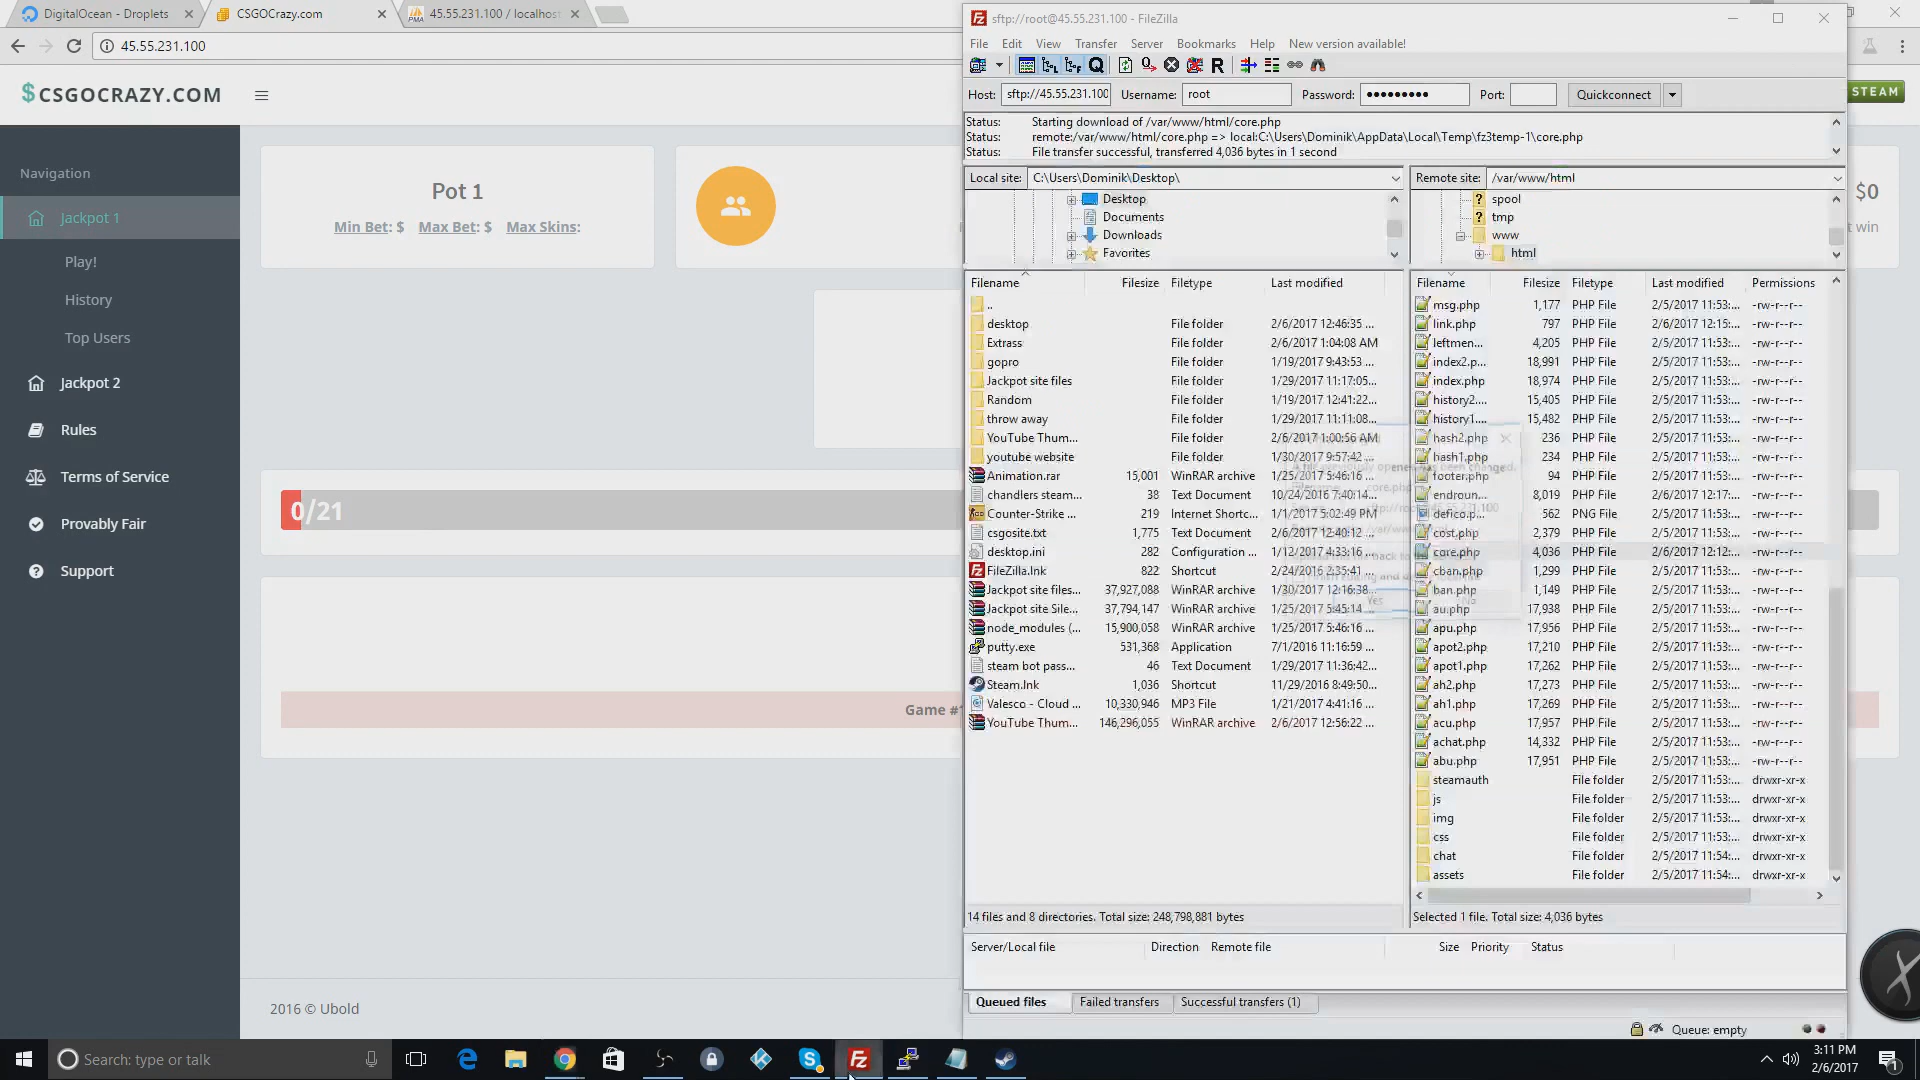 DigitalOcean - Droplets
CSGOCrazy.com
45.55.231.100 / localhos
45.55.231.100
$CSGOCRAZY.COM
STEAM
Navigation
Jackpot 1
Play!
History
Top Users
Jackpot 2
Rules
Terms of Service
Provably Fair
Support
Pot 1
Min Bet: $ Max Bet: $ Max Skins:
$0
t win
0/21
Game #
2016 © Ubold
sftp://root@45.55.231.100 - FileZilla
File Edit View Transfer Server Bookmarks Help New version available!
Host: sftp://45.55.231.100 Username: root Password: ●●●●●●●●● Port: Quickconnect
Status: Starting download of /var/www/html/core.php
Status: remote:/var/www/html/core.php => local:C:\Users\Dominik\AppData\Local\Temp\fz3temp-1\core.php
Status: File transfer successful, transferred 4,036 bytes in 1 second
Local site: C:\Users\Dominik\Desktop\
Desktop
Documents
Downloads
Favorites
Filename Filesize Filetype Last modified
..
desktop File folder 2/6/2017 12:46:35 ...
Extrass File folder 2/6/2017 1:04:08 AM
gopro File folder 1/19/2017 9:43:53 ...
Jackpot site files File folder 1/29/2017 11:17:05...
Random File folder 1/19/2017 12:41:22...
throw away File folder 1/29/2017 11:11:08...
YouTube Thum... File folder 2/6/2017 1:00:56 AM
youtube website File folder 1/30/2017 9:57:42 ...
Animation.rar 15,001 WinRAR archive 1/25/2017 5:46:16 ...
chandlers steam... 38 Text Document 10/24/2016 7:40:14...
Counter-Strike ... 219 Internet Shortc... 1/1/2017 5:02:49 PM
csgosite.txt 1,775 Text Document 2/6/2017 12:40:12 ...
desktop.ini 282 Configuration ... 1/12/2017 4:33:16 ...
FileZilla.lnk 822 Shortcut 2/24/2016 2:35:41 ...
Jackpot site files... 37,927,088 WinRAR archive 1/30/2017 12:16:38...
Jackpot site Sile... 37,794,147 WinRAR archive 1/25/2017 5:45:14 ...
node_modules (... 15,900,058 WinRAR archive 1/25/2017 5:46:16 ...
putty.exe 531,368 Application 7/1/2016 11:16:59 ...
steam bot pass... 46 Text Document 1/29/2017 11:36:42...
Steam.lnk 1,036 Shortcut 11/29/2016 8:49:50...
Valesco - Cloud ... 10,330,946 MP3 File 1/21/2017 4:41:16 ...
YouTube Thum... 146,296,055 WinRAR archive 2/6/2017 12:56:22 ...
14 files and 8 directories. Total size: 248,798,881 bytes
Remote site: /var/www/html
spool
tmp
www
html
Filename Filesize Filetype Last modified Permissions
msg.php 1,177 PHP File 2/5/2017 11:53:... -rw-r--r--
link.php 797 PHP File 2/6/2017 12:15:... -rw-r--r--
leftmen... 4,205 PHP File 2/5/2017 11:53:... -rw-r--r--
index2.p... 18,991 PHP File 2/5/2017 11:53:... -rw-r--r--
index.php 18,974 PHP File 2/5/2017 11:53:... -rw-r--r--
history2.... 15,405 PHP File 2/5/2017 11:53:... -rw-r--r--
history1.... 15,482 PHP File 2/5/2017 11:53:... -rw-r--r--
hash2.php 236 PHP File 2/5/2017 11:53:... -rw-r--r--
hash1.php 234 PHP File 2/5/2017 11:53:... -rw-r--r--
footer.php 94 PHP File 2/5/2017 11:53:... -rw-r--r--
endroun... 8,019 PHP File 2/6/2017 12:17:... -rw-r--r--
defico.p... 562 PNG File 2/5/2017 11:53:... -rw-r--r--
cost.php 2,379 PHP File 2/5/2017 11:53:... -rw-r--r--
core.php 4,036 PHP File 2/6/2017 12:12:... -rw-r--r--
cban.php 1,299 PHP File 2/5/2017 11:53:... -rw-r--r--
ban.php 1,149 PHP File 2/5/2017 11:53:... -rw-r--r--
au.php 17,938 PHP File 2/5/2017 11:53:... -rw-r--r--
apu.php 17,956 PHP File 2/5/2017 11:53:... -rw-r--r--
apot2.php 17,210 PHP File 2/5/2017 11:53:... -rw-r--r--
apot1.php 17,262 PHP File 2/5/2017 11:53:... -rw-r--r--
ah2.php 17,273 PHP File 2/5/2017 11:53:... -rw-r--r--
ah1.php 17,269 PHP File 2/5/2017 11:53:... -rw-r--r--
acu.php 17,957 PHP File 2/5/2017 11:53:... -rw-r--r--
achat.php 14,332 PHP File 2/5/2017 11:53:... -rw-r--r--
abu.php 17,951 PHP File 2/5/2017 11:53:... -rw-r--r--
steamauth File folder 2/5/2017 11:53:... drwxr-xr-x
js File folder 2/5/2017 11:53:... drwxr-xr-x
img File folder 2/5/2017 11:53:... drwxr-xr-x
css File folder 2/5/2017 11:53:... drwxr-xr-x
chat File folder 2/5/2017 11:54:... drwxr-xr-x
assets File folder 2/5/2017 11:54:... drwxr-xr-x
Selected 1 file. Total size: 4,036 bytes
Server/Local file Direction Remote file Size Priority Status
Queued files Failed transfers Successful transfers (1)
Queue: empty
Search: type or talk
3:11 PM
2/6/2017